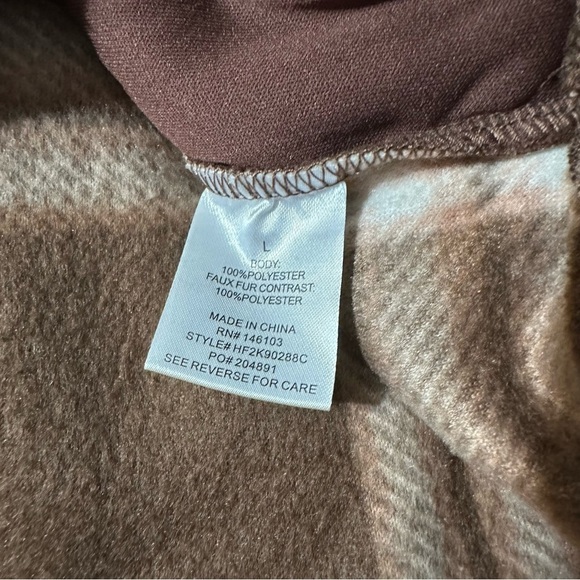 L
BODY:
100%POLYESTER
FAUX FUR CONTRAST:
100%POLYESTER
MADE IN CHINA
RN# 146103
STYLE# HF2K90288C
PO# 204891
SEE REVERSE FOR CARE